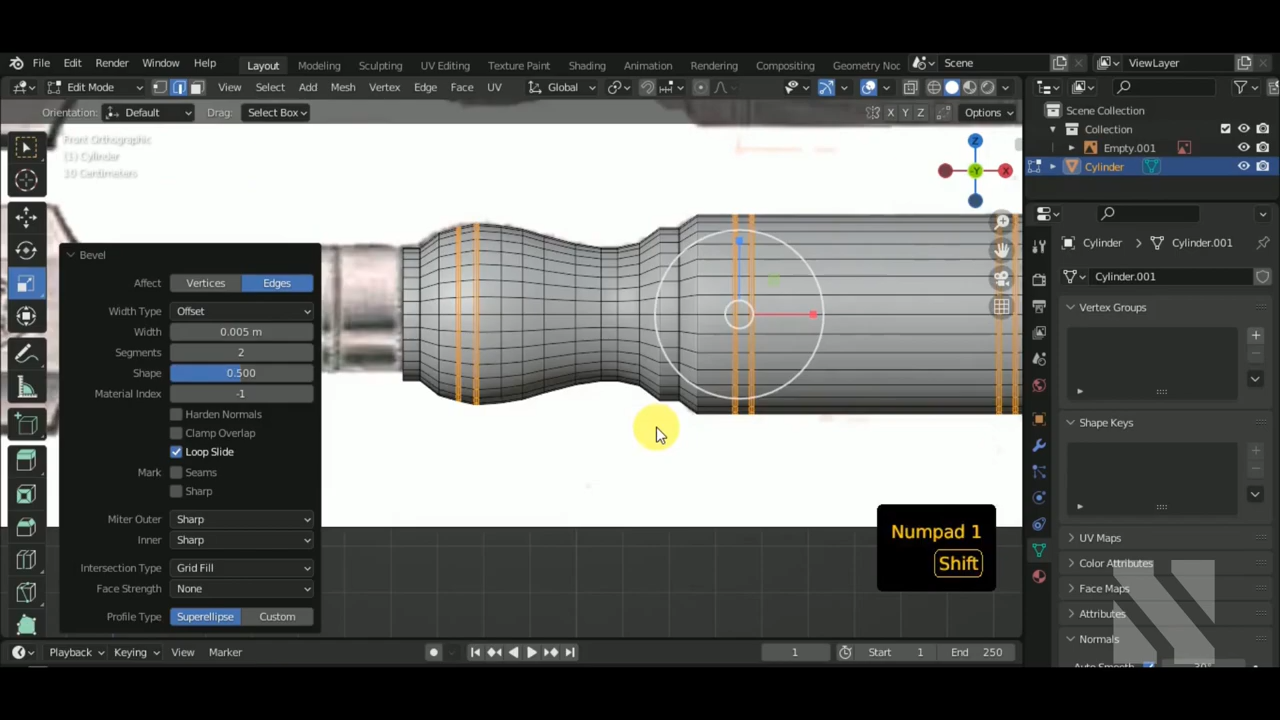 File Edit Render Window Help Layout Modeling Sculpting UV Editing Texture Paint Shading Animation Rendering Compositing Geometry Noc Scene ViewLayer
Edit Mode View Select Add Mesh Vertex Edge Face UV Global
Orientation: Default Drag: Select Box X Y Z Options
Scene Collection
Collection
Empty.001
Cylinder
Front Orthographic
(1) Cylinder
10 Centimeters
Z
X
-Y
Cylinder > Cylinder.001
Cylinder.001
Vertex Groups
Shape Keys
UV Maps
Color Attributes
Face Maps
Attributes
Normals
Auto Smooth 30°
Bevel
Affect Vertices Edges
Width Type Offset
Width 0.005 m
Segments 2
Shape 0.500
Material Index -1
Harden Normals
Clamp Overlap
Loop Slide
Mark Seams
Sharp
Miter Outer Sharp
Inner Sharp
Intersection Type Grid Fill
Face Strength None
Profile Type Superellipse Custom
Numpad 1
Shift
Playback Keying View Marker 1 Start 1 End 250